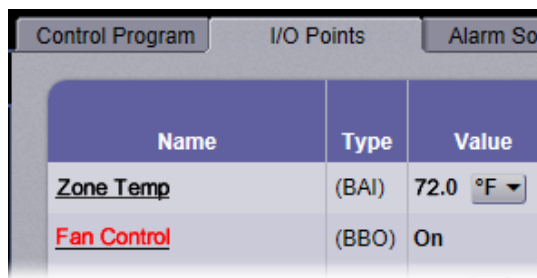 Control Program I/O Points Alarm So
Name Type Value
Zone Temp (BAI) 72.0 °F
Fan Control (BBO) On